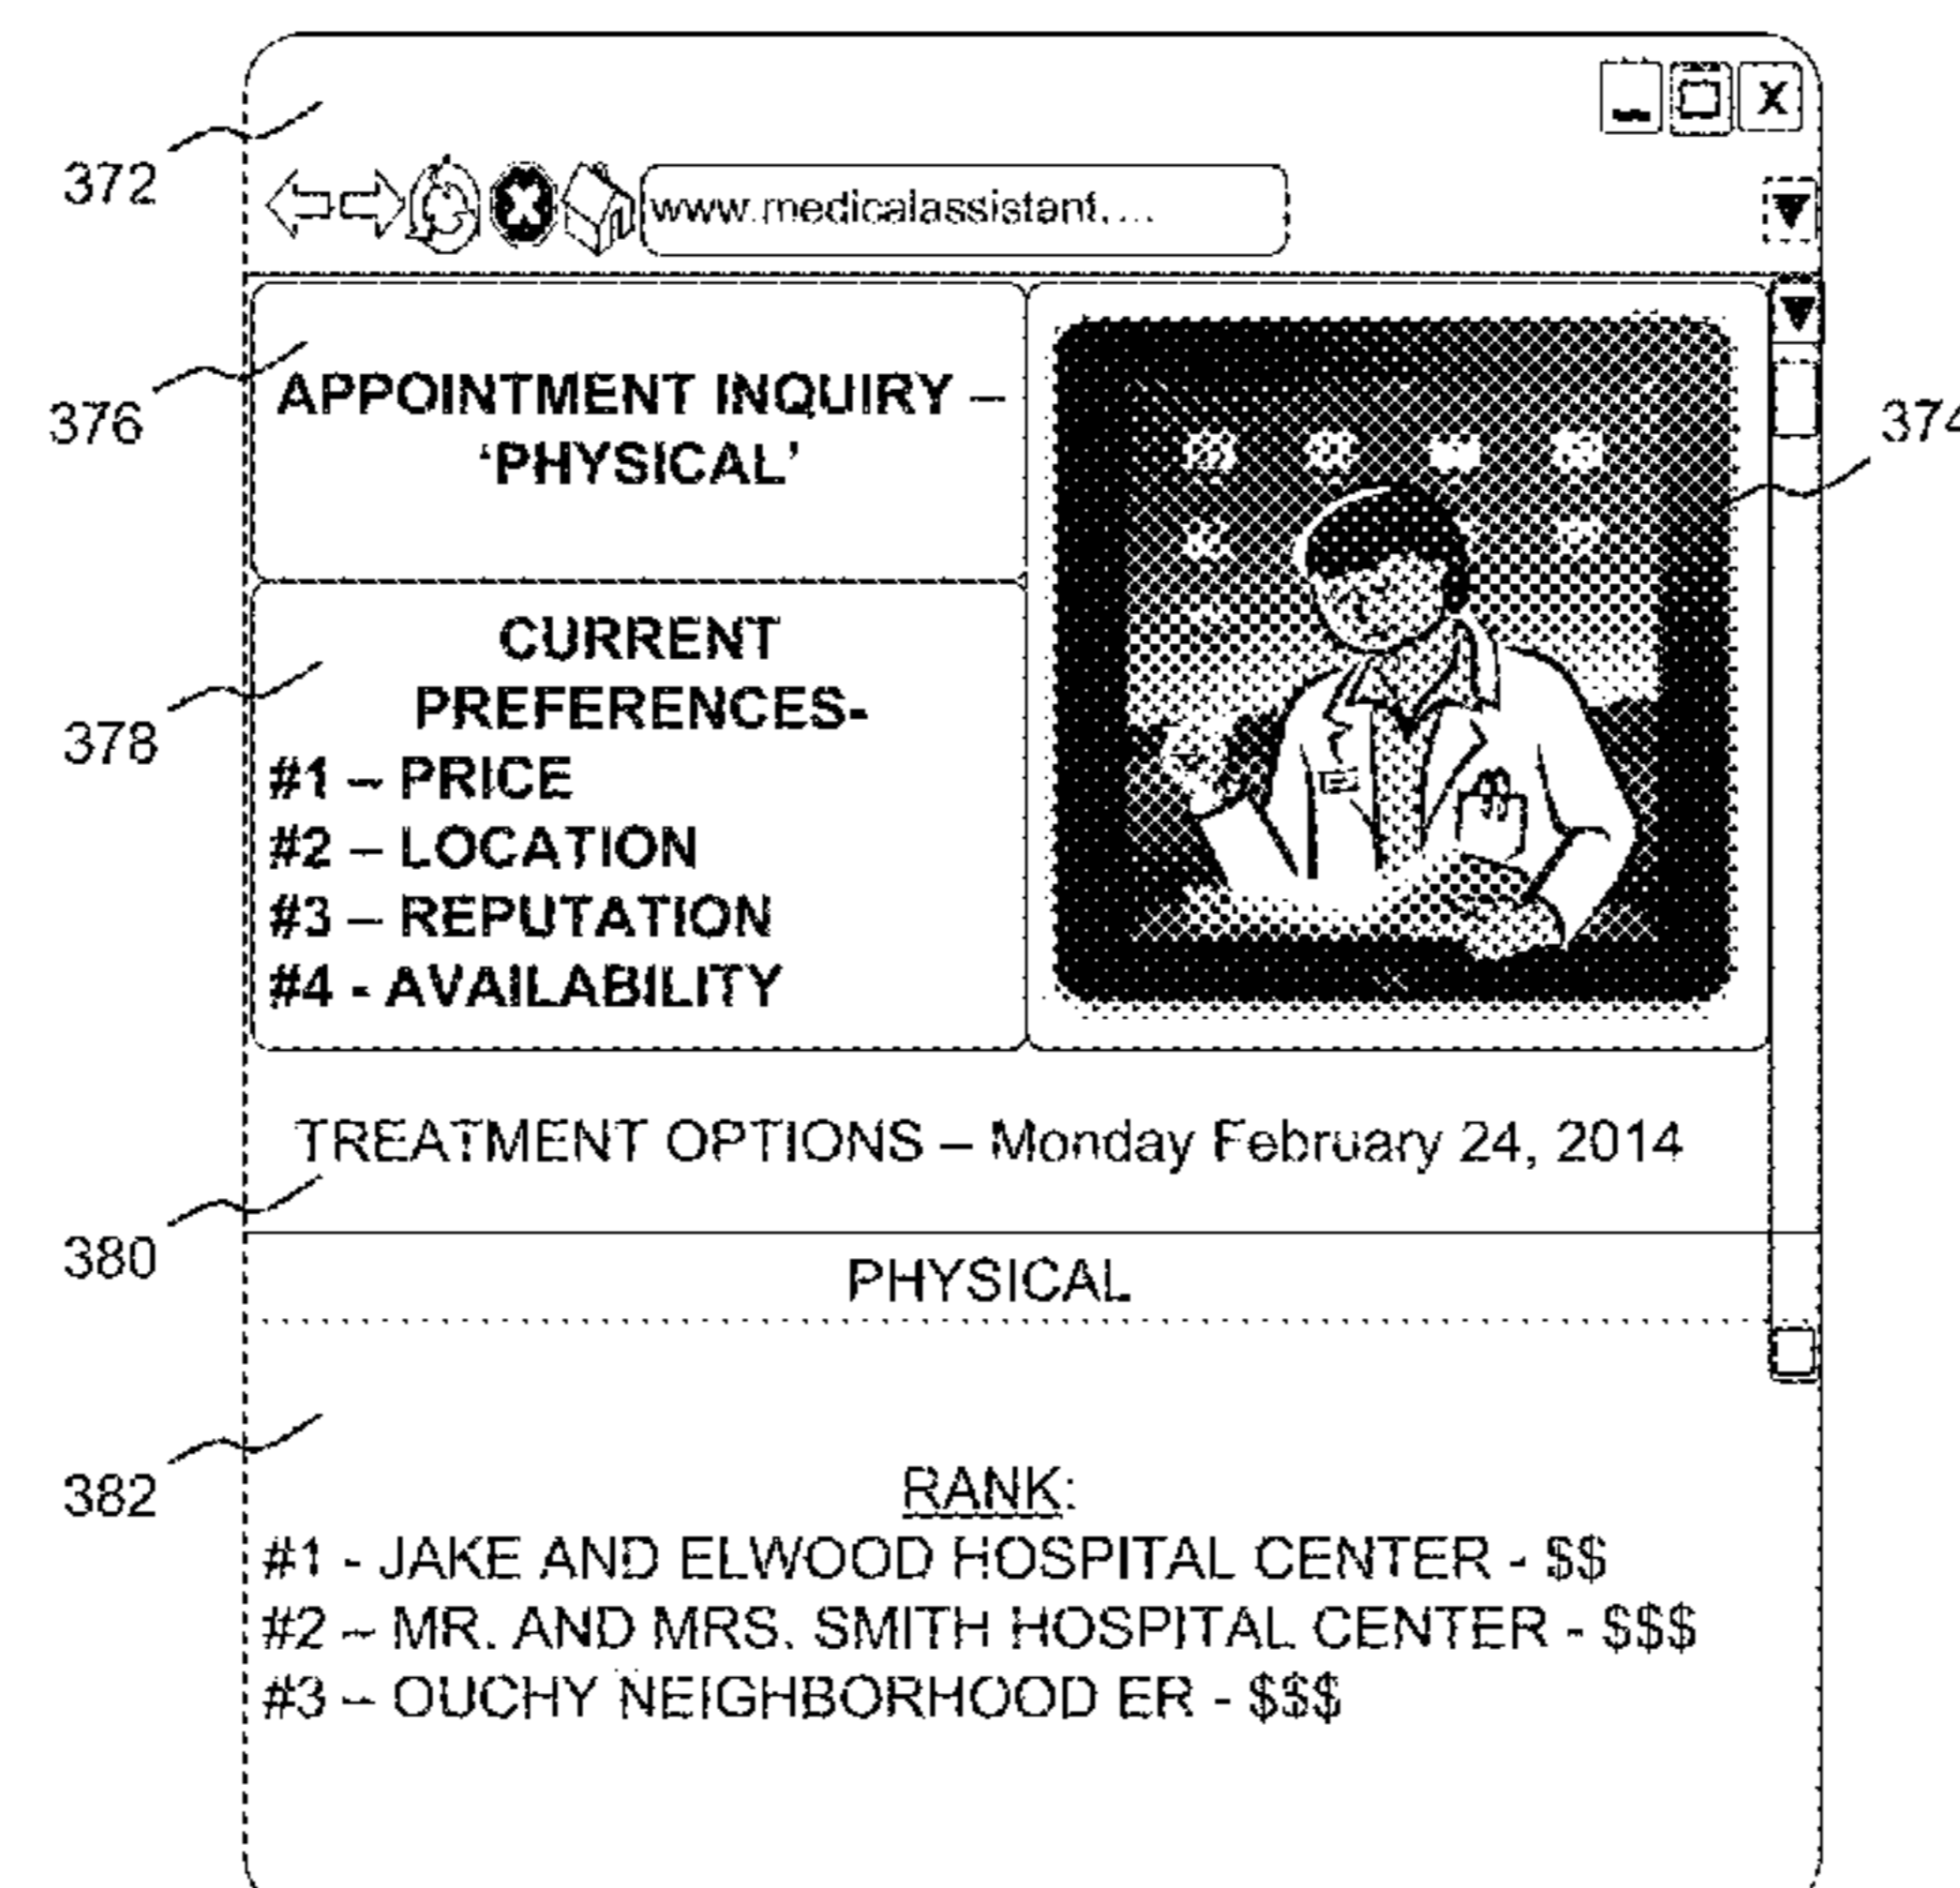 372
X
www.medicalassistant....
376
APPOINTMENT INQUIRY –
‘PHYSICAL’
374
378
CURRENT
PREFERENCES-
#1 – PRICE
#2 – LOCATION
#3 – REPUTATION
#4 - AVAILABILITY
TREATMENT OPTIONS – Monday February 24, 2014
380
PHYSICAL
382
RANK:
#1 - JAKE AND ELWOOD HOSPITAL CENTER - $$
#2 – MR. AND MRS. SMITH HOSPITAL CENTER - $$$
#3 – OUCHY NEIGHBORHOOD ER - $$$